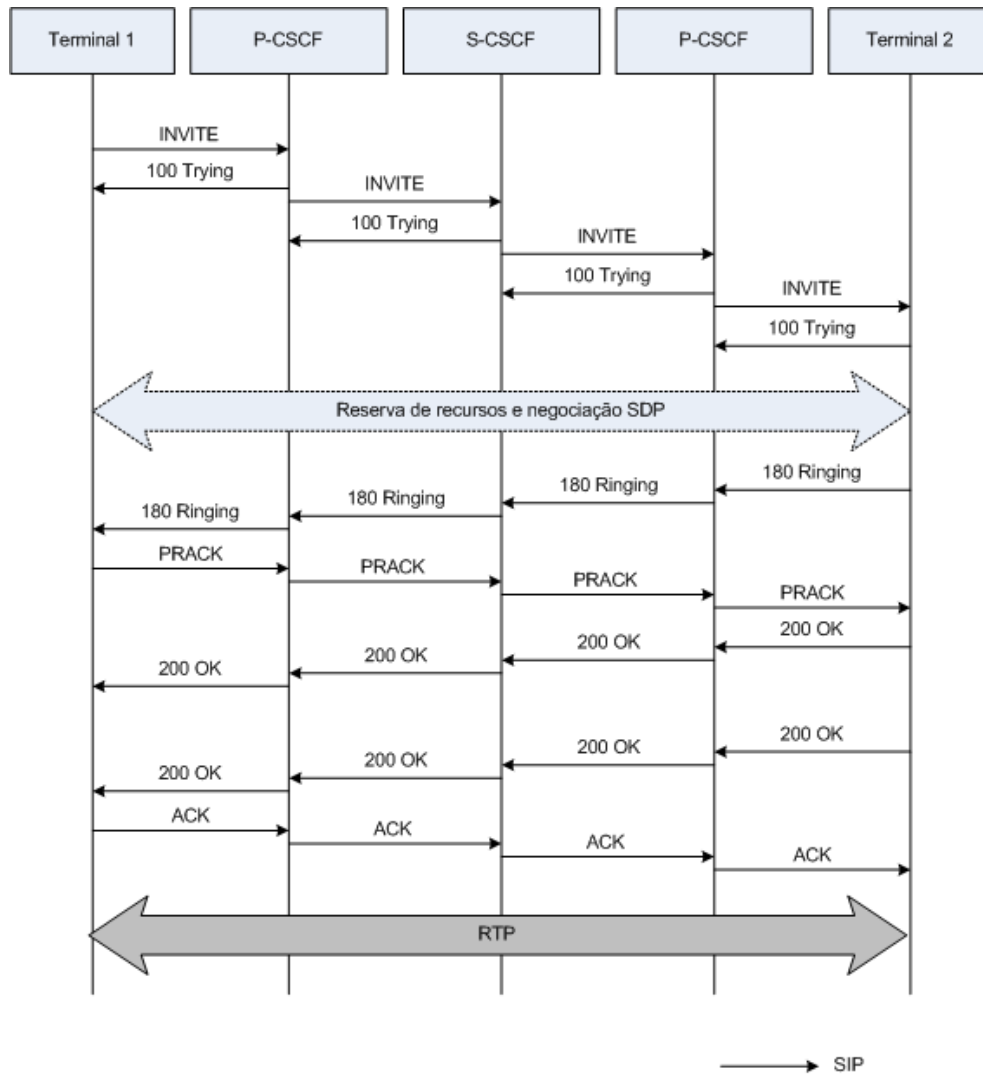 Terminal 1
P-CSCF
S-CSCF
P-CSCF
Terminal 2
INVITE
100 Trying
INVITE
100 Trying
INVITE
100 Trying
INVITE
100 Trying
Reserva de recursos e negociação SDP
180 Ringing
180 Ringing
180 Ringing
180 Ringing
PRACK
PRACK
PRACK
PRACK
200 OK
200 OK
200 OK
200 OK
200 OK
200 OK
200 OK
200 OK
ACK
ACK
ACK
ACK
RTP
SIP